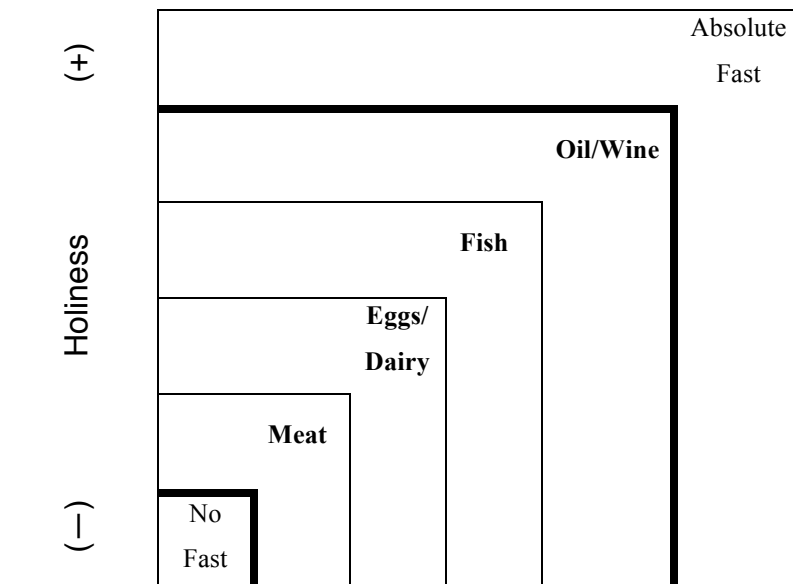 Absolute
Fast
(+)
Oil/Wine
Fish
Holiness
Eggs/
Dairy
Meat
No
Fast
(—)